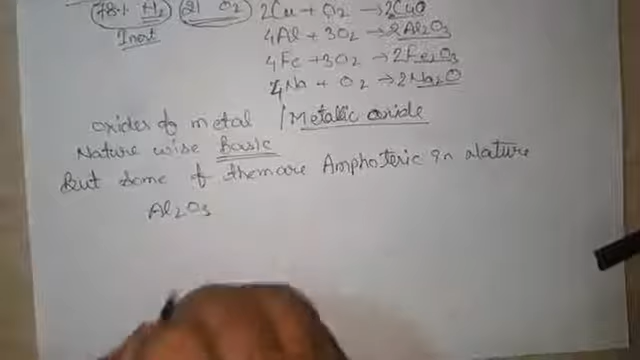 78% N₂ 21 O₂ 2Cu + O₂ → 2CuO
Inert 4Al + 3O₂ → 2Al₂O₃
4Fe + 3O₂ → 2Fe₂O₃
4Na + O₂ → 2Na₂O
oxides of metal / Metallic oxide
Nature wise Basic
But some of them are Amphoteric in nature
Al₂O₃